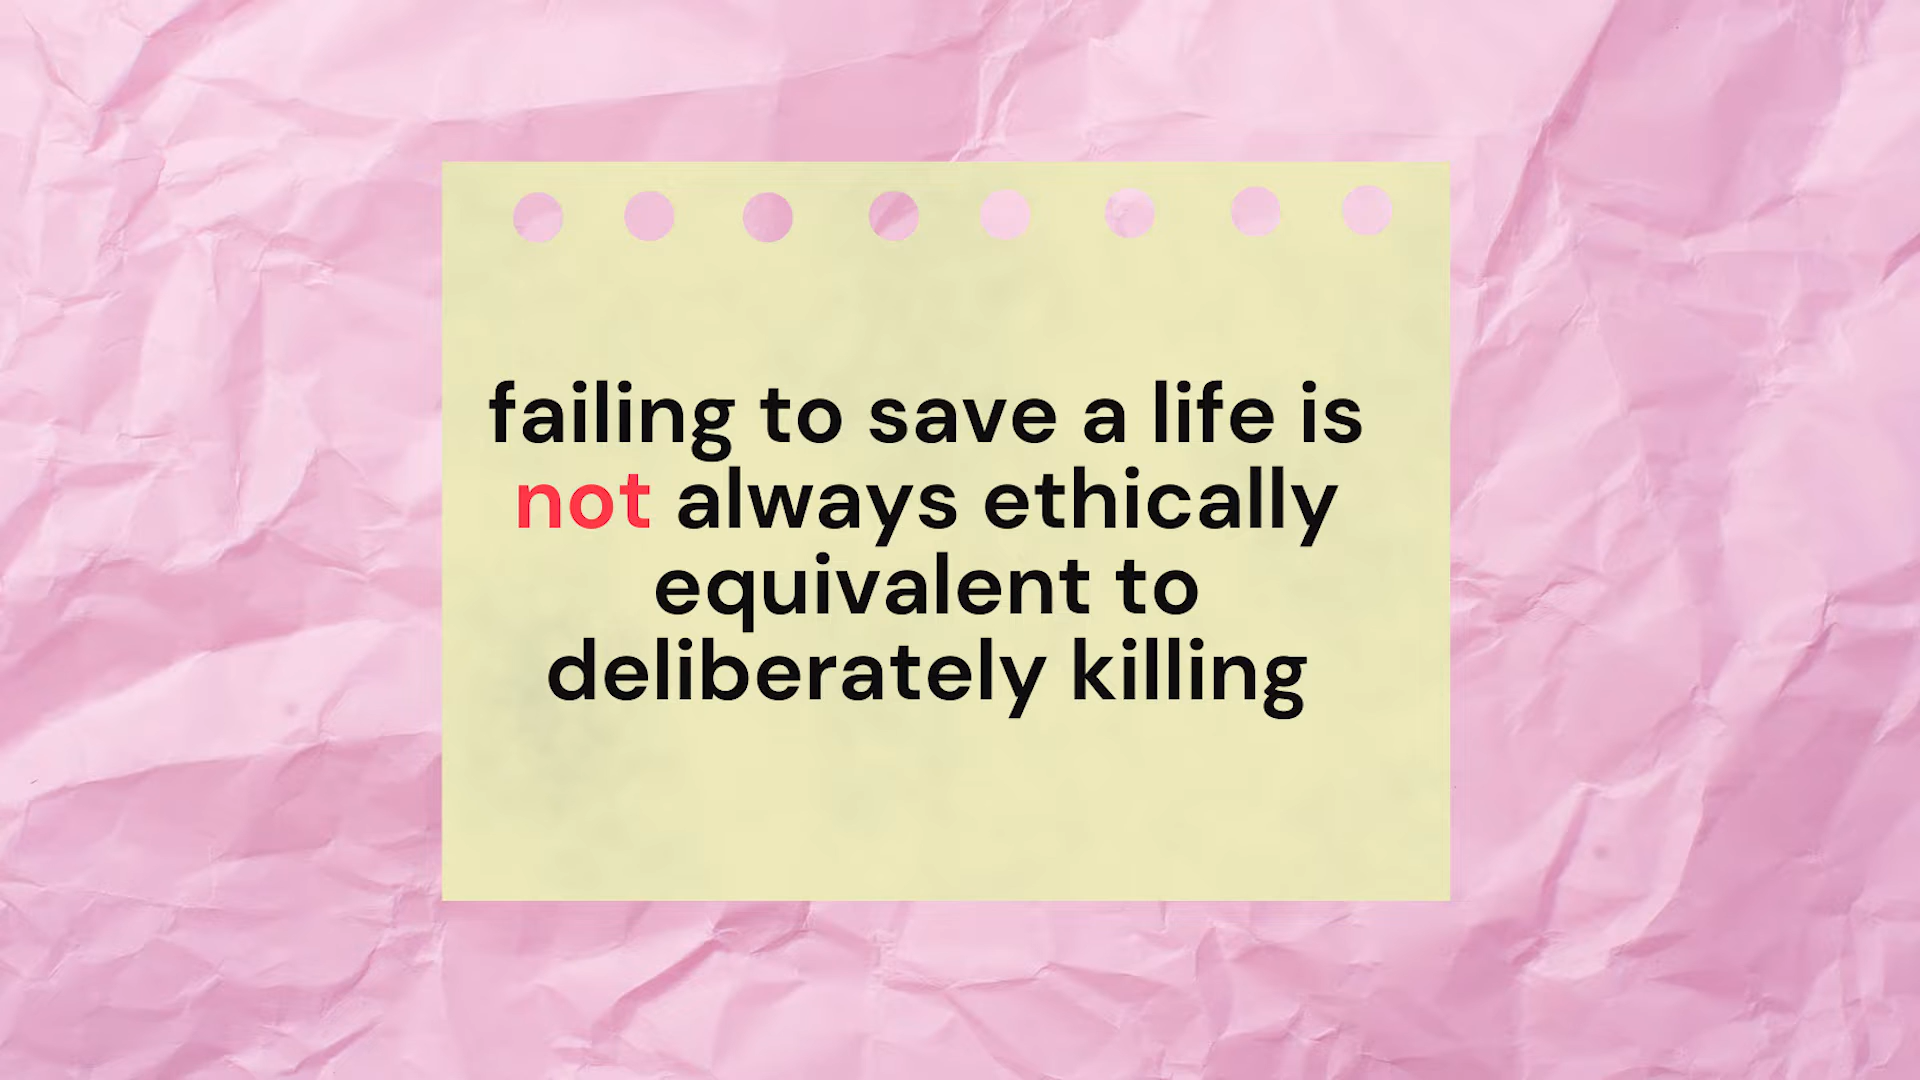 failing to save a life is
not always ethically
equivalent to
deliberately killing